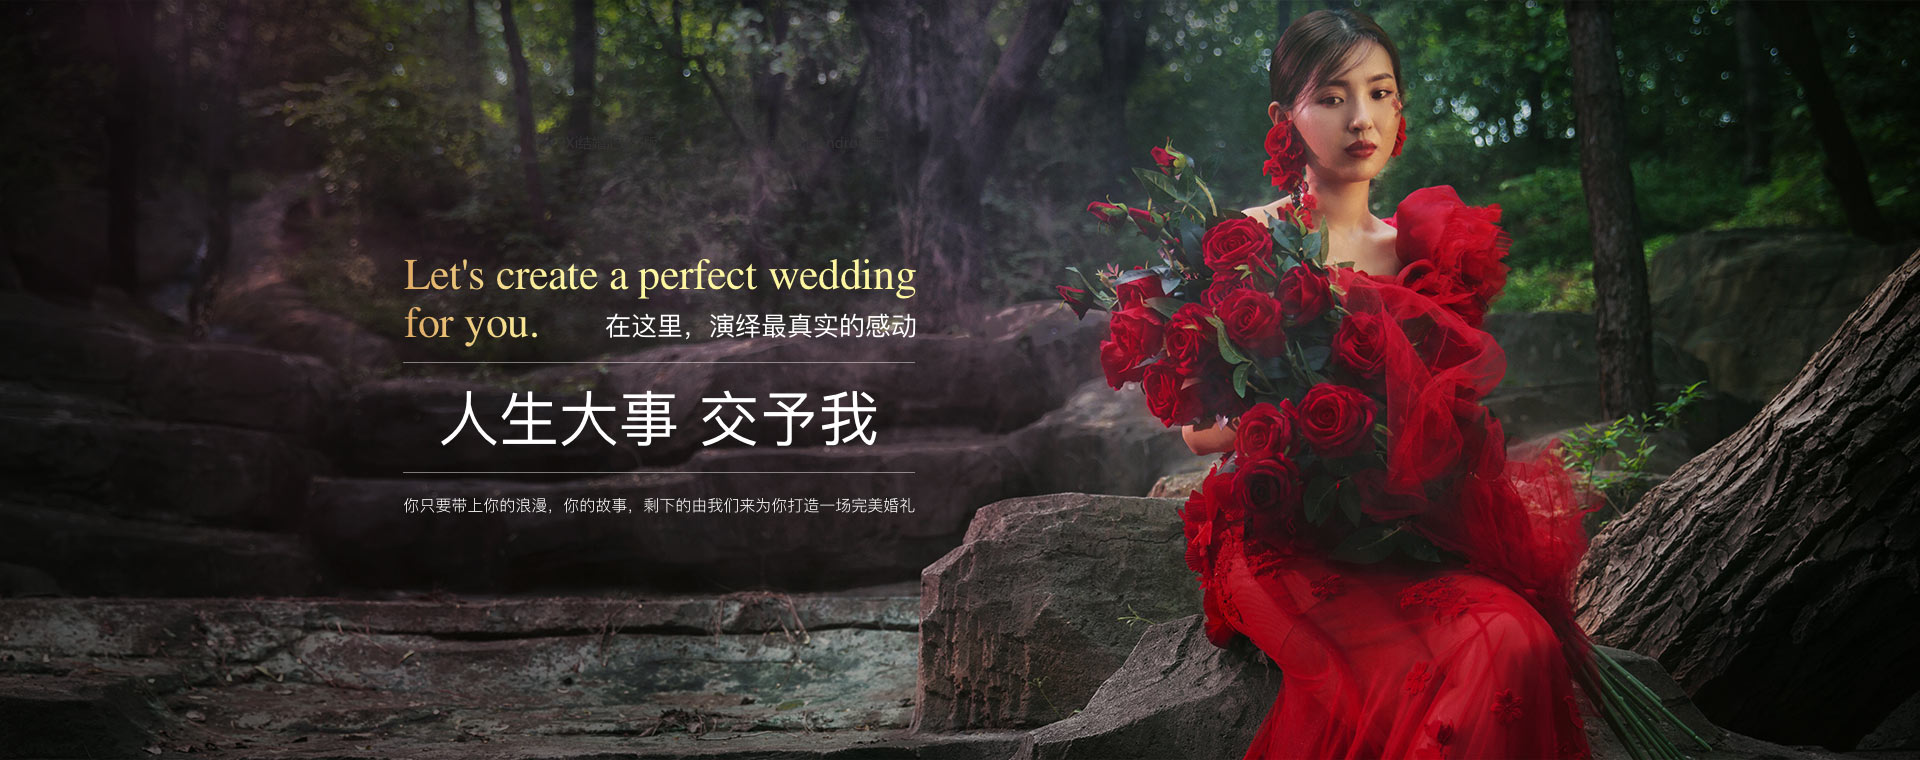 Let's create a perfect wedding
for you.
在这里，演绎最真实的感动
人生大事 交予我
你只要带上你的浪漫，你的故事，剩下的由我们来为你打造一场完美婚礼